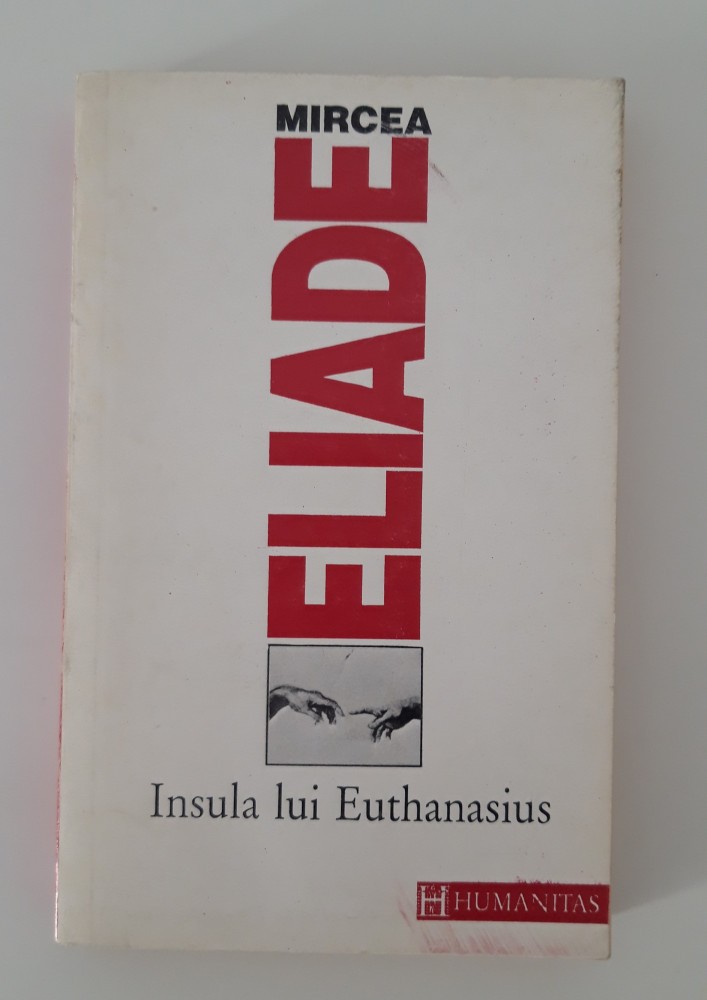 MIRCEA
ELIADE
Insula lui Euthanasius
HUMANITAS